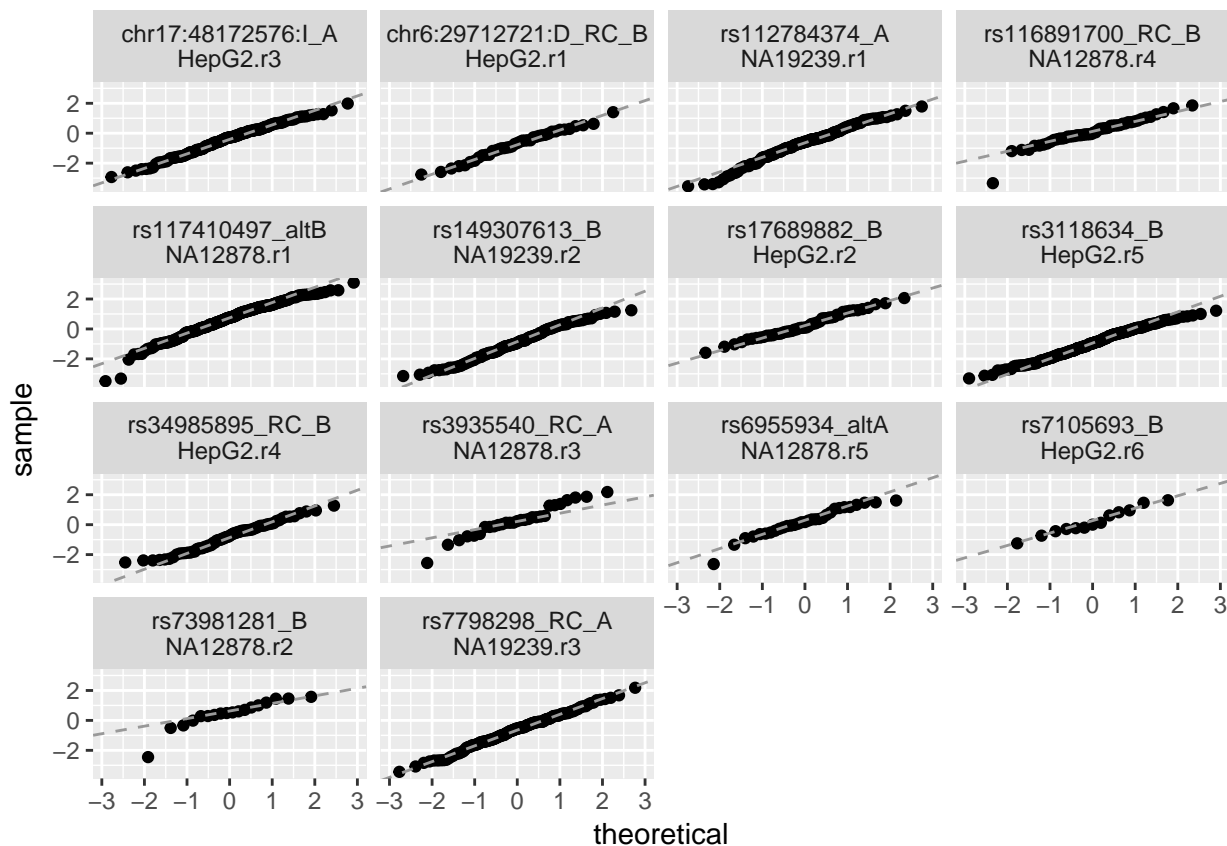 chr17:48172576:I_A
HepG2.r3
chr6:29712721:D_RC_B
HepG2.r1
rs112784374_A
NA19239.r1
rs116891700_RC_B
NA12878.r4
2
0
−2
rs117410497_altB
NA12878.r1
rs149307613_B
NA19239.r2
rs17689882_B
HepG2.r2
rs3118634_B
HepG2.r5
2
0
−2
rs34985895_RC_B
HepG2.r4
rs3935540_RC_A
NA12878.r3
rs6955934_altA
NA12878.r5
rs7105693_B
HepG2.r6
2
0
−2
−3 −2 −1 0 1 2 3
−3 −2 −1 0 1 2 3
rs73981281_B
NA12878.r2
rs7798298_RC_A
NA19239.r3
2
0
−2
−3 −2 −1 0 1 2 3
−3 −2 −1 0 1 2 3
theoretical
sample